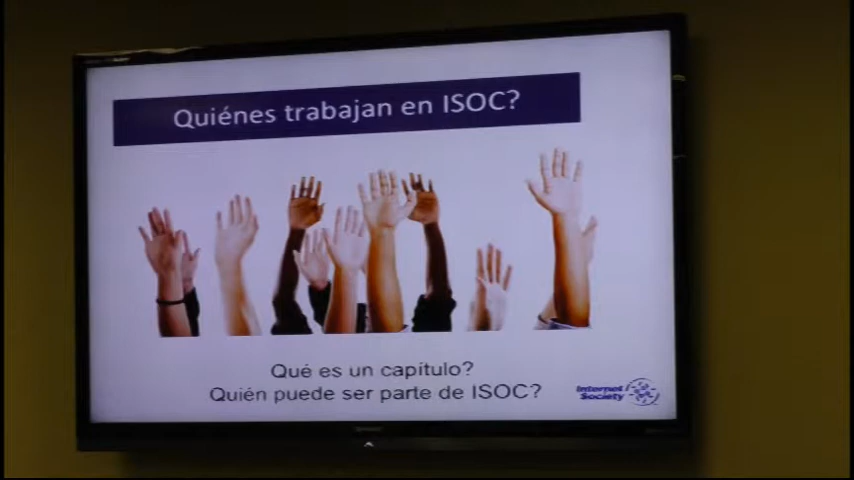 Quiénes trabajan en ISOC?
Qué es un capítulo?
Quién puede ser parte de ISOC?
Internet
Society